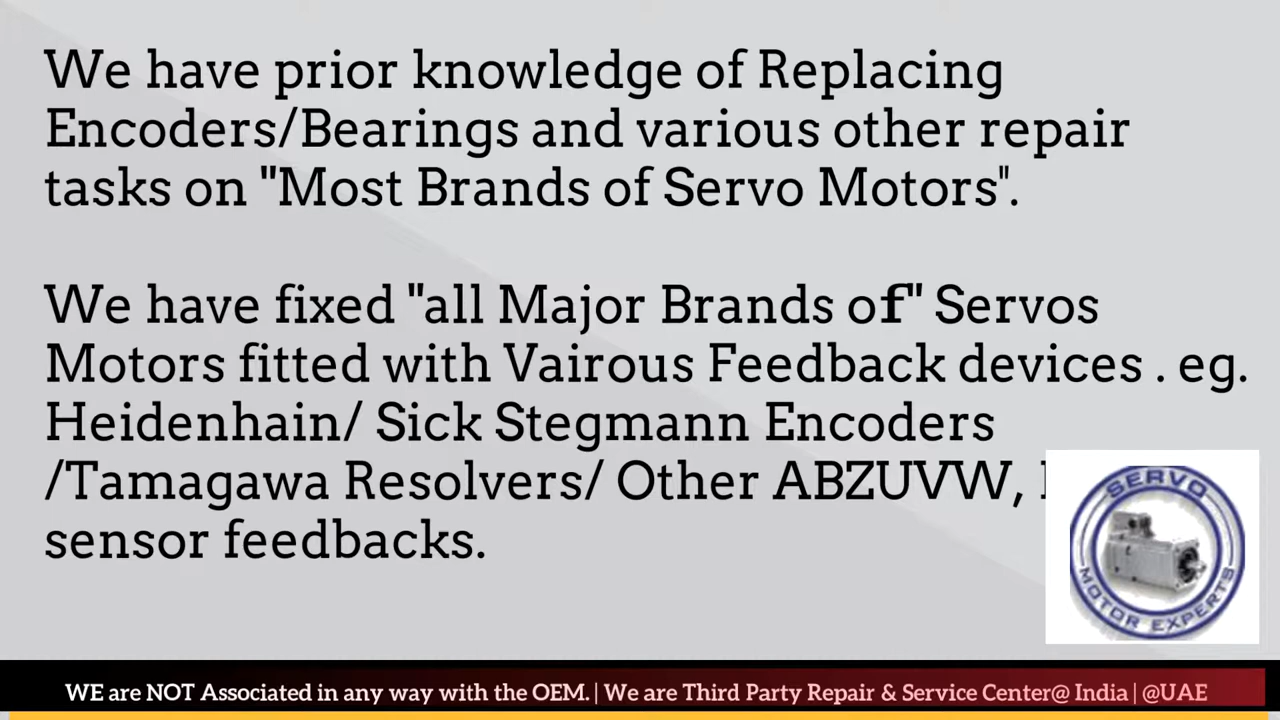 We have prior knowledge of Replacing
Encoders/Bearings and various other repair
tasks on "Most Brands of Servo Motors".
We have fixed "all Major Brands of" Servos
Motors fitted with Vairous Feedback devices . eg.
Heidenhain/ Sick Stegmann Encoders
/Tamagawa Resolvers/ Other ABZUVW,
sensor feedbacks.
SERVO
MOTOR EXPERTS
WE are NOT Associated in any way with the OEM. | We are Third Party Repair & Service Center@ India | @UAE